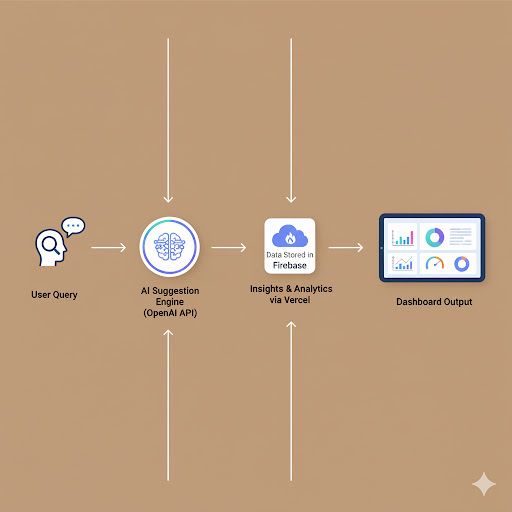 User Query
AI Suggestion
Engine
(OpenAI API)
Data Stored in
Firebase
Insights & Analytics
via Vercel
Dashboard Output